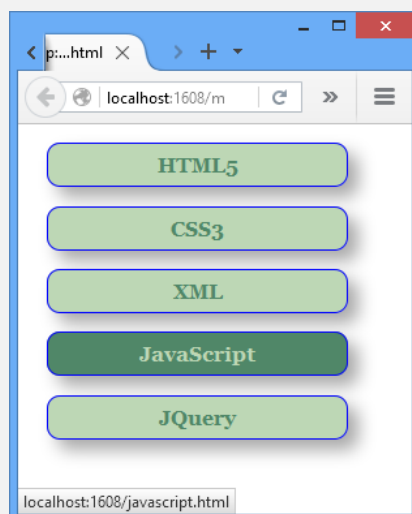 p:...html
localhost:1608/m
HTML5
CSS3
XML
JavaScript
JQuery
localhost:1608/javascript.html